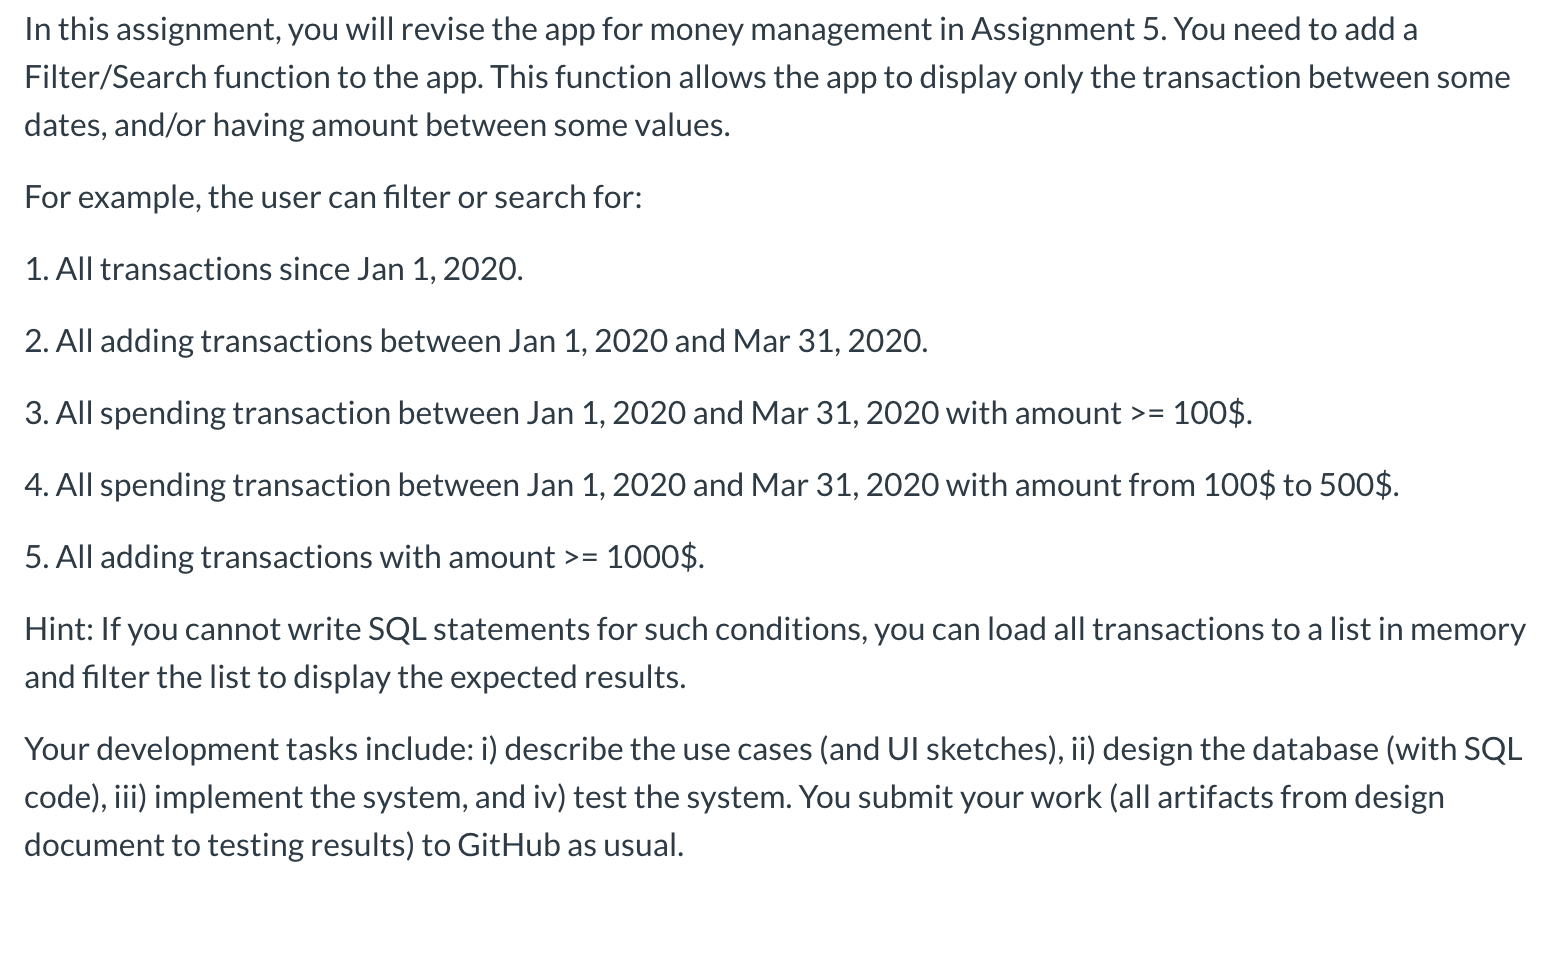 In this assignment, you will revise the app for money management in Assignment 5. You need to add a
Filter/Search function to the app. This function allows the app to display only the transaction between some
dates, and/or having amount between some values.
For example, the user can filter or search for:
1. All transactions since Jan 1, 2020.
2. All adding transactions between Jan 1, 2020 and Mar 31, 2020.
3. All spending transaction between Jan 1, 2020 and Mar 31, 2020 with amount >= 100$.
4. All spending transaction between Jan 1, 2020 and Mar 31, 2020 with amount from 100$ to 500$.
5. All adding transactions with amount >= 1000$.
Hint: If you cannot write SQL statements for such conditions, you can load all transactions to a list in memory
and filter the list to display the expected results.
Your development tasks include: i) describe the use cases (and UI sketches), ii) design the database (with SQL
code), iii) implement the system, and iv) test the system. You submit your work (all artifacts from design
document to testing results) to GitHub as usual.